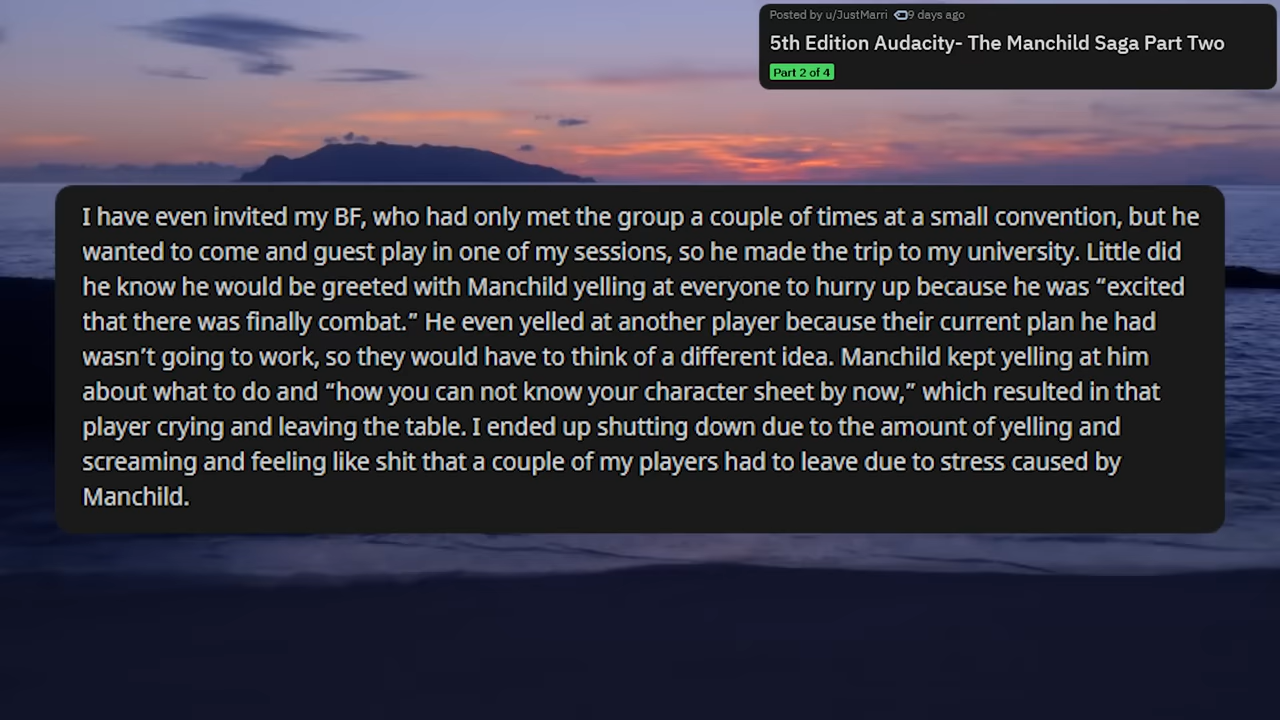 Posted by u/JustMarri 9 days ago
5th Edition Audacity- The Manchild Saga Part Two
Part 2 of 4
I have even invited my BF, who had only met the group a couple of times at a small convention, but he
wanted to come and guest play in one of my sessions, so he made the trip to my university. Little did
he know he would be greeted with Manchild yelling at everyone to hurry up because he was “excited
that there was finally combat.” He even yelled at another player because their current plan he had
wasn’t going to work, so they would have to think of a different idea. Manchild kept yelling at him
about what to do and “how you can not know your character sheet by now,” which resulted in that
player crying and leaving the table. I ended up shutting down due to the amount of yelling and
screaming and feeling like shit that a couple of my players had to leave due to stress caused by
Manchild.